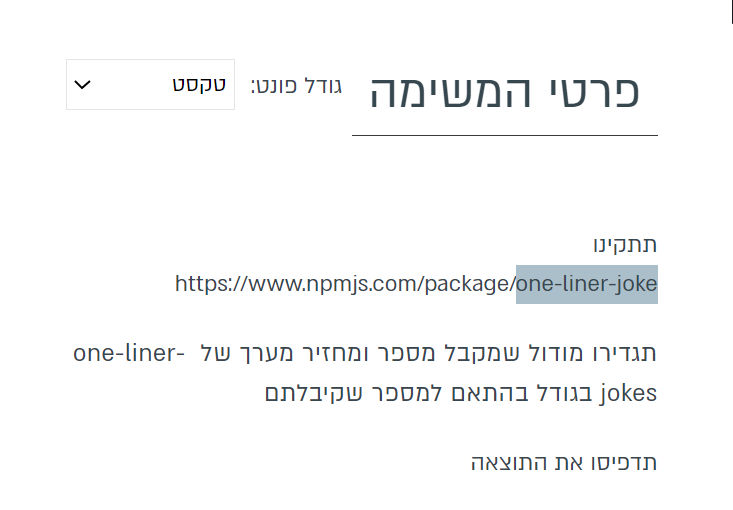 פרטי המשימה
גודל פונט: טקסט
תתקינו
https://www.npmjs.com/package/one-liner-joke
תגדירו מודול שמקבל מספר ומחזיר מערך של one-liner-
jokes בגודל בהתאם למספר שקיבלתם
תדפיסו את התוצאה